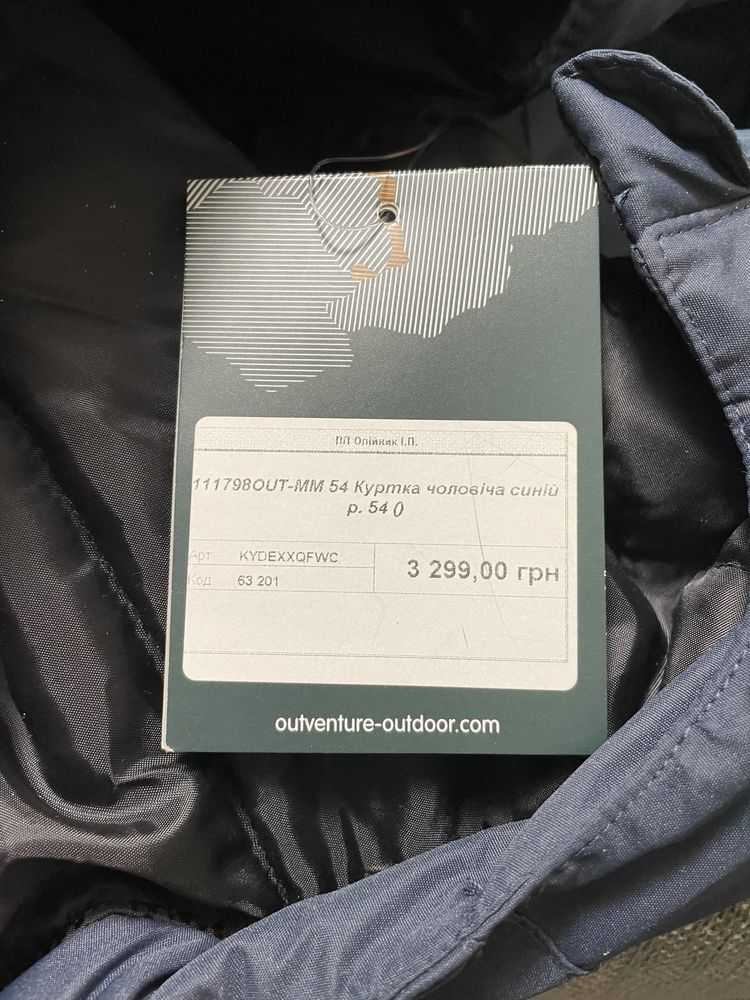 ПП Олійник І.П.
111798OUT-MM 54 Куртка чоловіча синій
р. 54 ()
Арт KYDEXXQFWC
3 299,00 грн
Код 63 201
outventure-outdoor.com